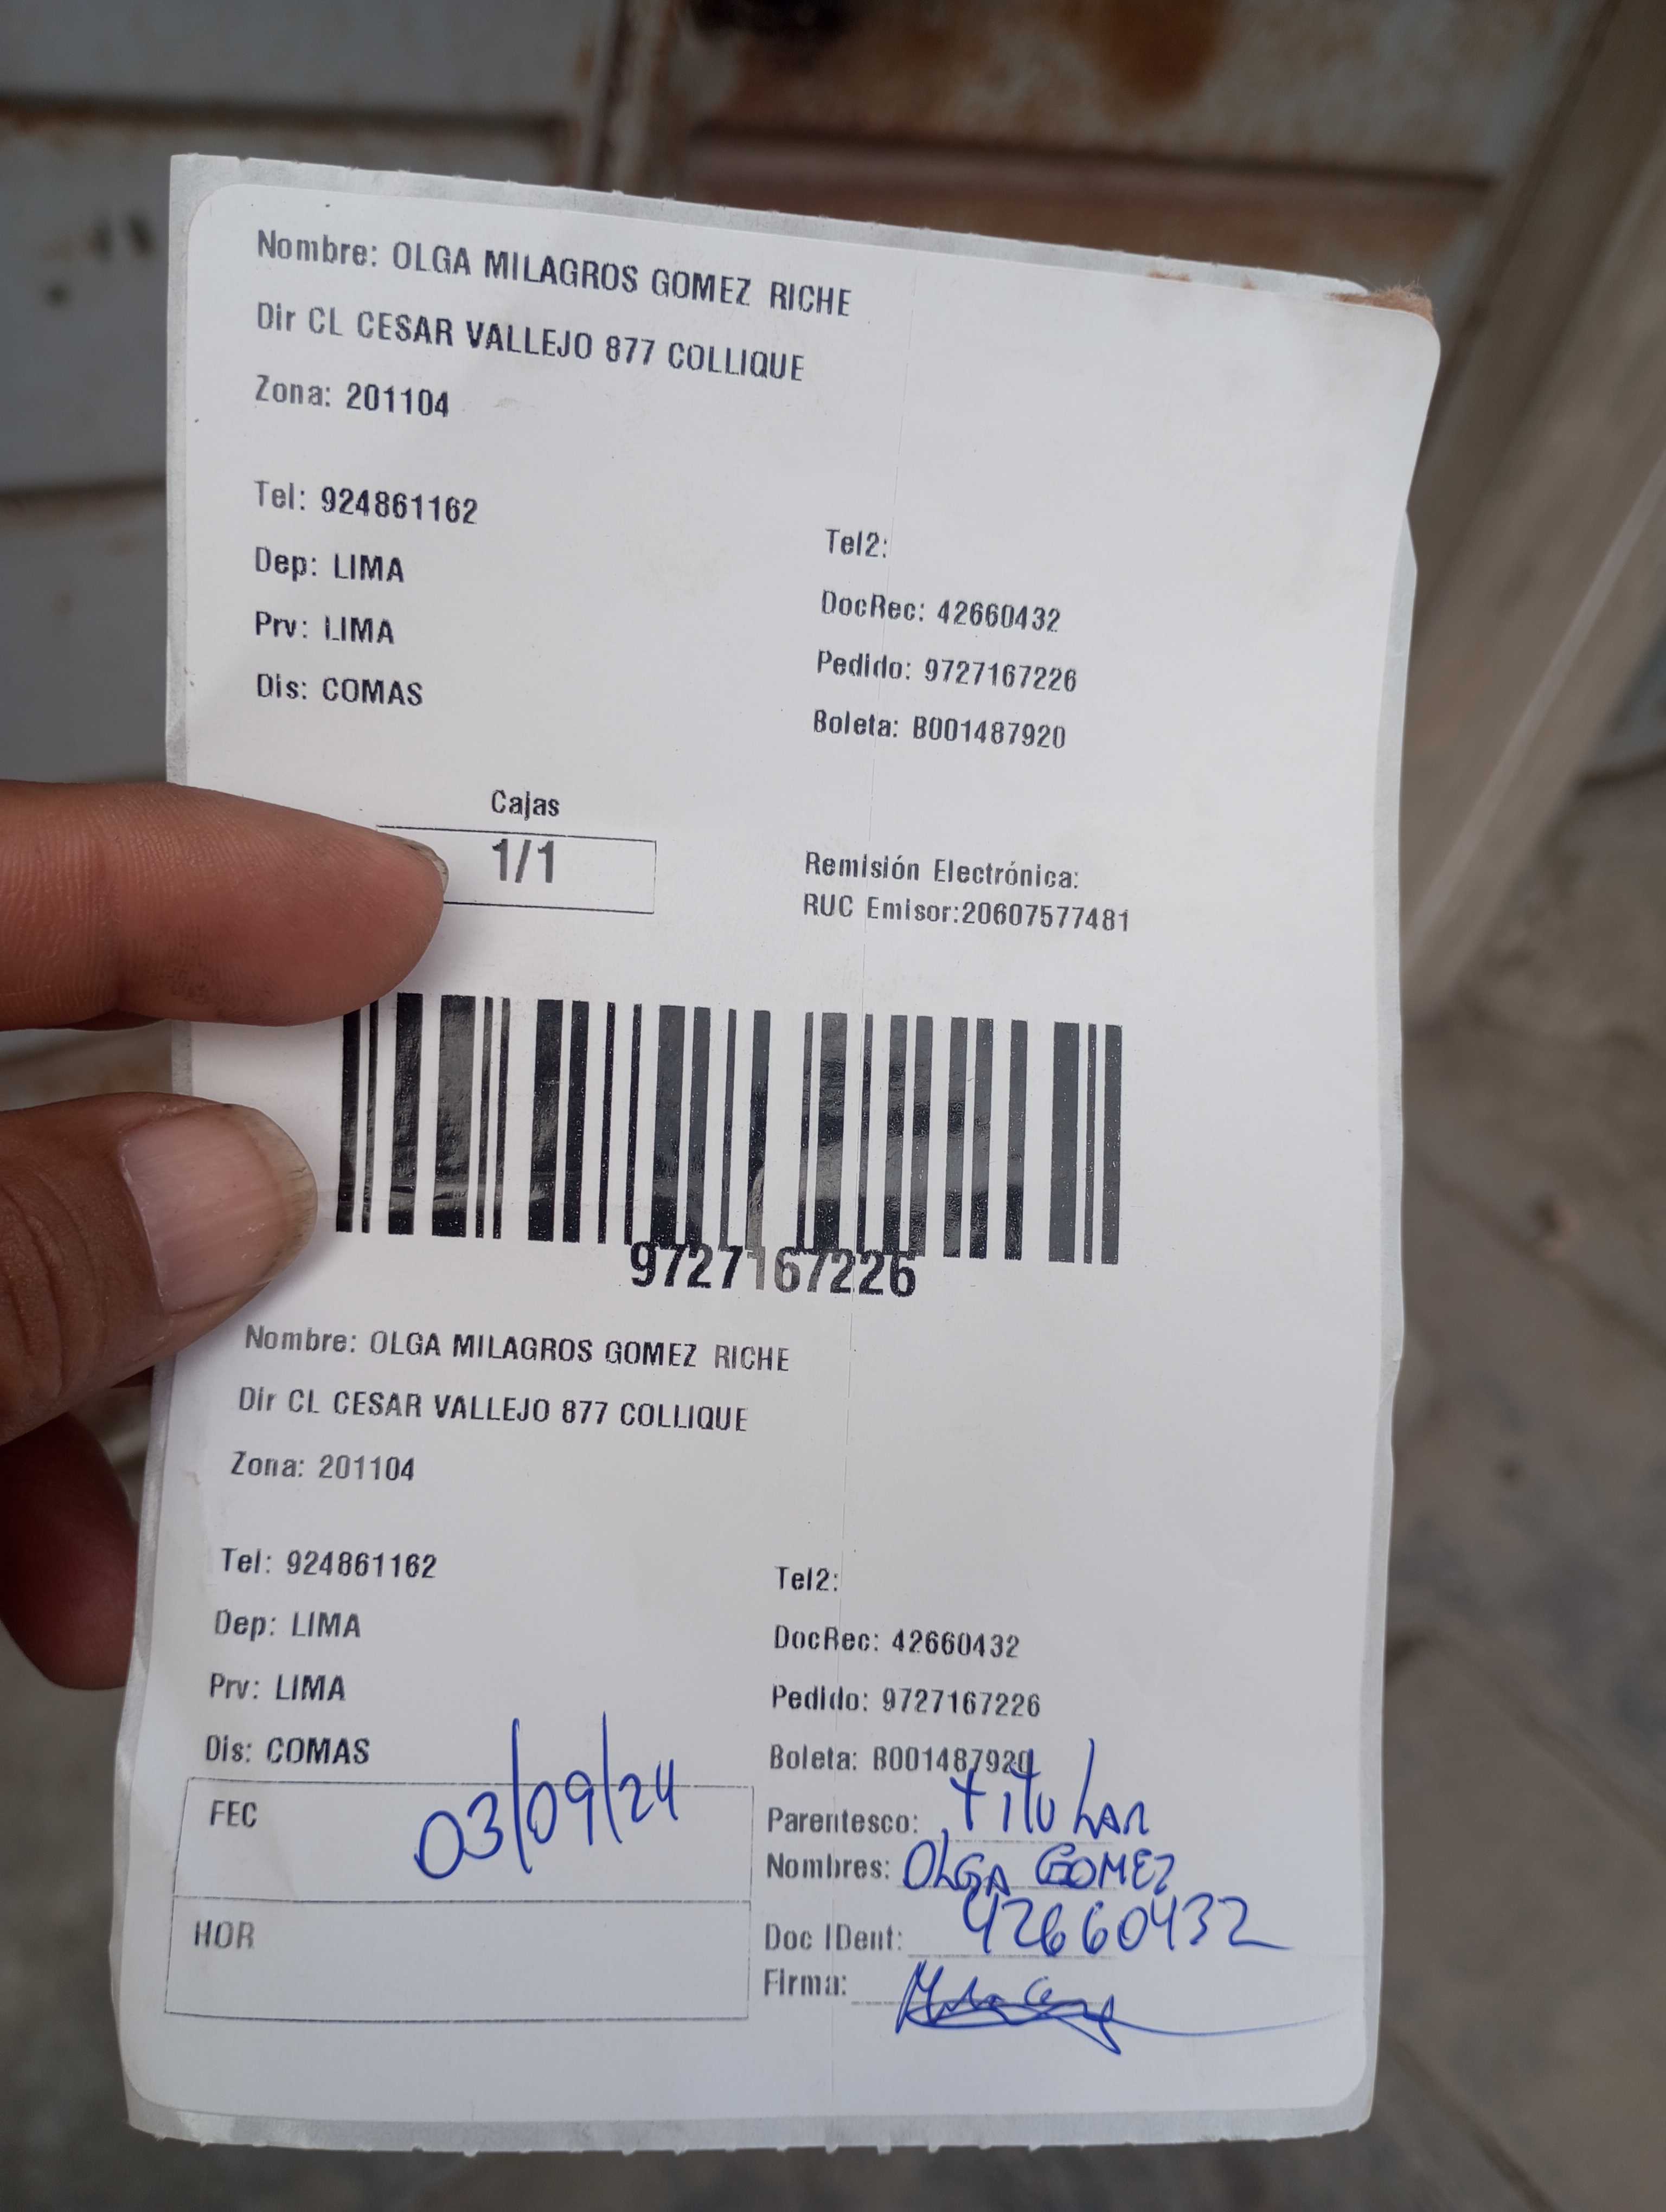 Nombre: OLGA MILAGROS GOMEZ RICHE
Dir CL CESAR VALLEJO 877 COLLIQUE
Zona: 201104
Tel: 924861162
Tel2:
Dep: LIMA
DocRec: 42660432
Prv: LIMA
Pedido: 9727167226
Dis: COMAS
Boleta: B001487920
Cajas
1/1
Remisión Electrónica:
RUC Emisor:20607577481
9727167226
Nombre: OLGA MILAGROS GOMEZ RICHE
Dir CL CESAR VALLEJO 877 COLLIQUE
Zona: 201104
Tel: 924861162
Tel2:
Dep: LIMA
DocRec: 42660432
Prv: LIMA
Pedido: 9727167226
Dis: COMAS
Boleta: B001487920
FEC 03/09/24
Parentesco: TITULAR
Nombres: OLGA GOMEZ
HOR
Doc IDent: 42660432
Firma: